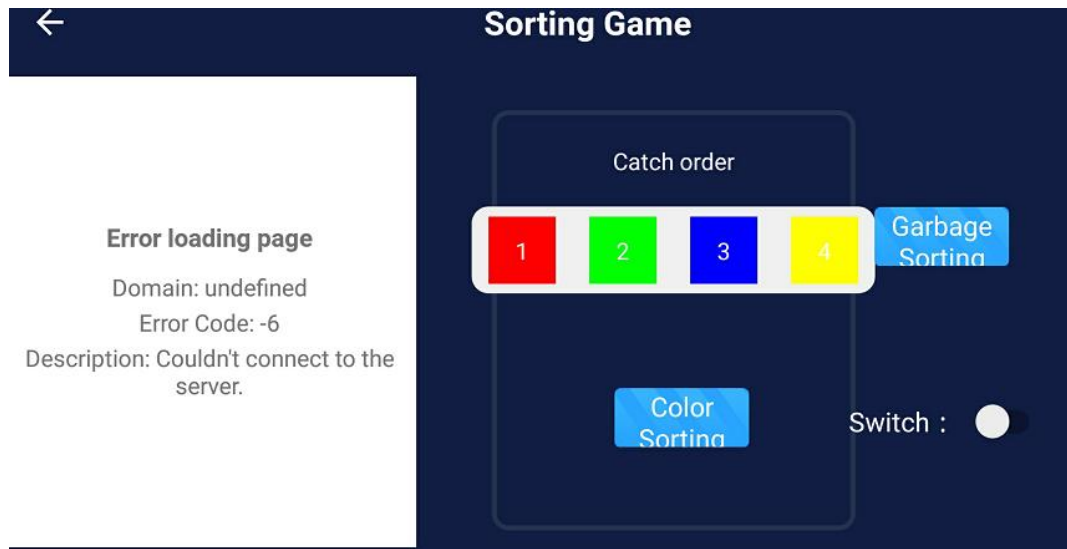 Sorting Game
Error loading page
Domain: undefined
Error Code: -6
Description: Couldn't connect to the
server.
Catch order
1 2 3 4
Garbage
Sorting
Color
Sorting
Switch :